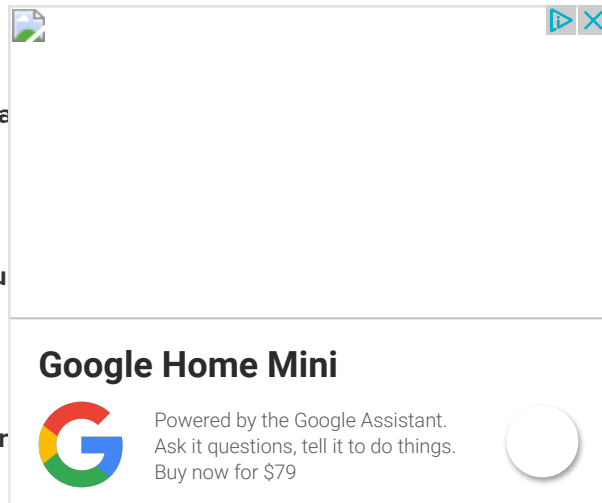 a
u
Google Home Mini
Powered by the Google Assistant.
Ask it questions, tell it to do things.
Buy now for $79